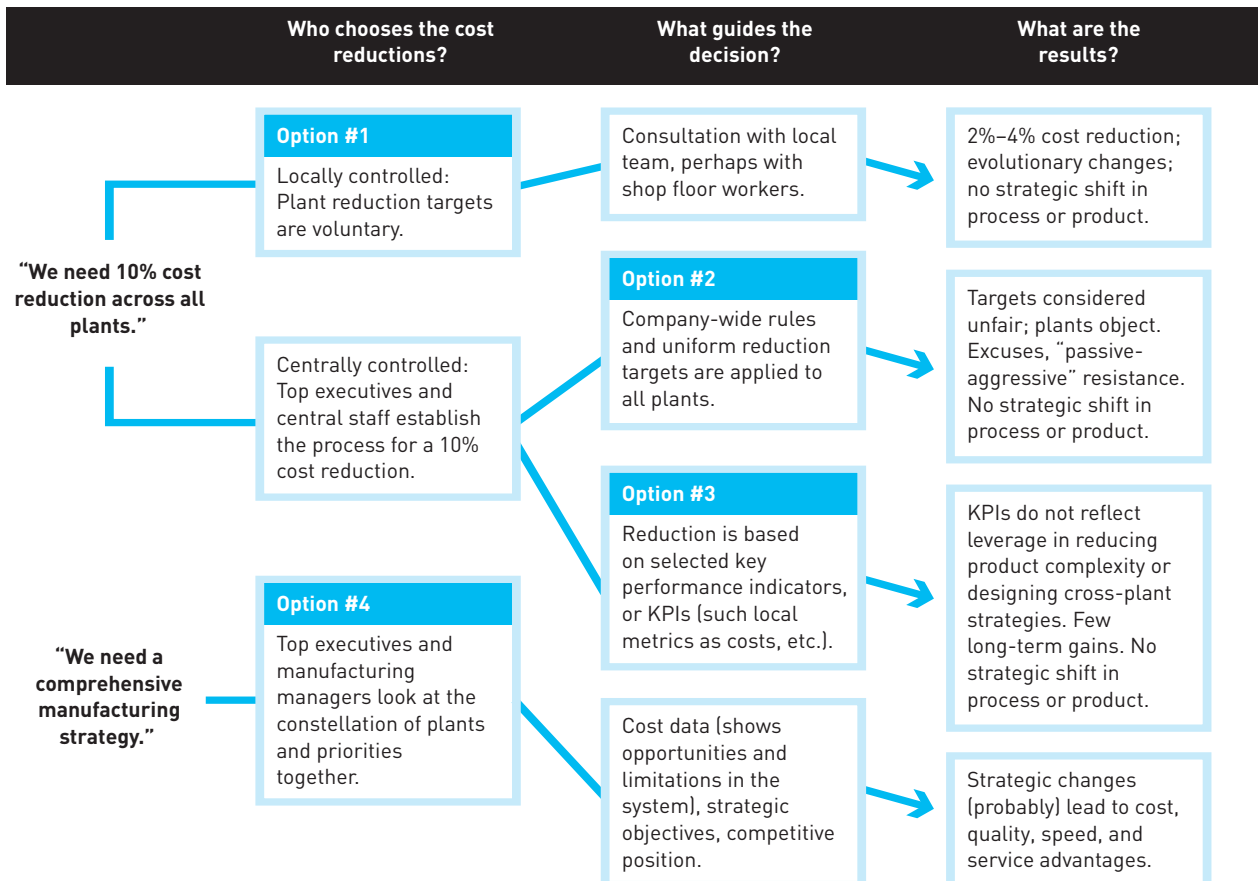 Who chooses the cost
reductions?
What guides the
decision?
What are the
results?
“We need 10% cost
reduction across all
plants.”
Option #1
Locally controlled:
Plant reduction targets
are voluntary.
Consultation with local
team, perhaps with
shop floor workers.
2%–4% cost reduction;
evolutionary changes;
no strategic shift in
process or product.
Centrally controlled:
Top executives and
central staff establish
the process for a 10%
cost reduction.
Option #2
Company-wide rules
and uniform reduction
targets are applied to
all plants.
Targets considered
unfair; plants object.
Excuses, “passive-
aggressive” resistance.
No strategic shift in
process or product.
Option #3
Reduction is based
on selected key
performance indicators,
or KPIs (such local
metrics as costs, etc.).
KPIs do not reflect
leverage in reducing
product complexity or
designing cross-plant
strategies. Few
long-term gains. No
strategic shift in
process or product.
“We need a
comprehensive
manufacturing
strategy.”
Option #4
Top executives and
manufacturing
managers look at the
constellation of plants
and priorities
together.
Cost data (shows
opportunities and
limitations in the
system), strategic
objectives, competitive
position.
Strategic changes
(probably) lead to cost,
quality, speed, and
service advantages.